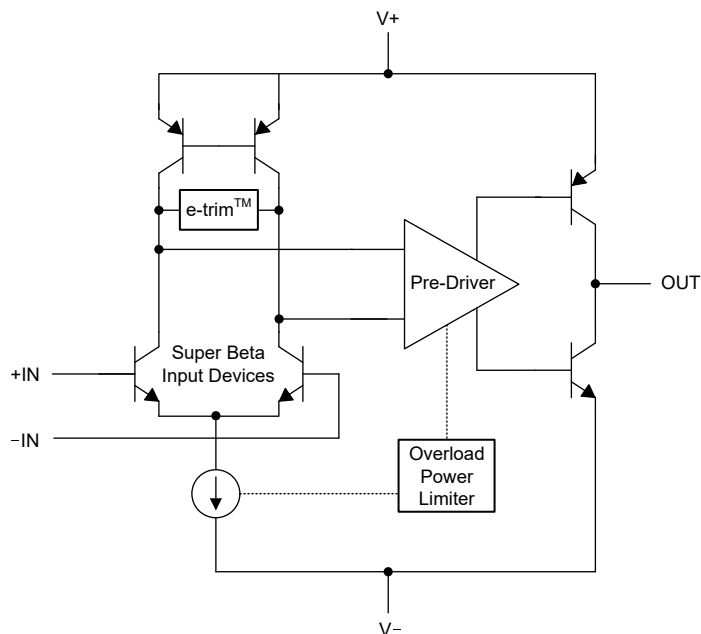 V+
e-trim™
Pre-Driver
OUT
Super Beta
Input Devices
+IN
−IN
Overload
Power
Limiter
V−